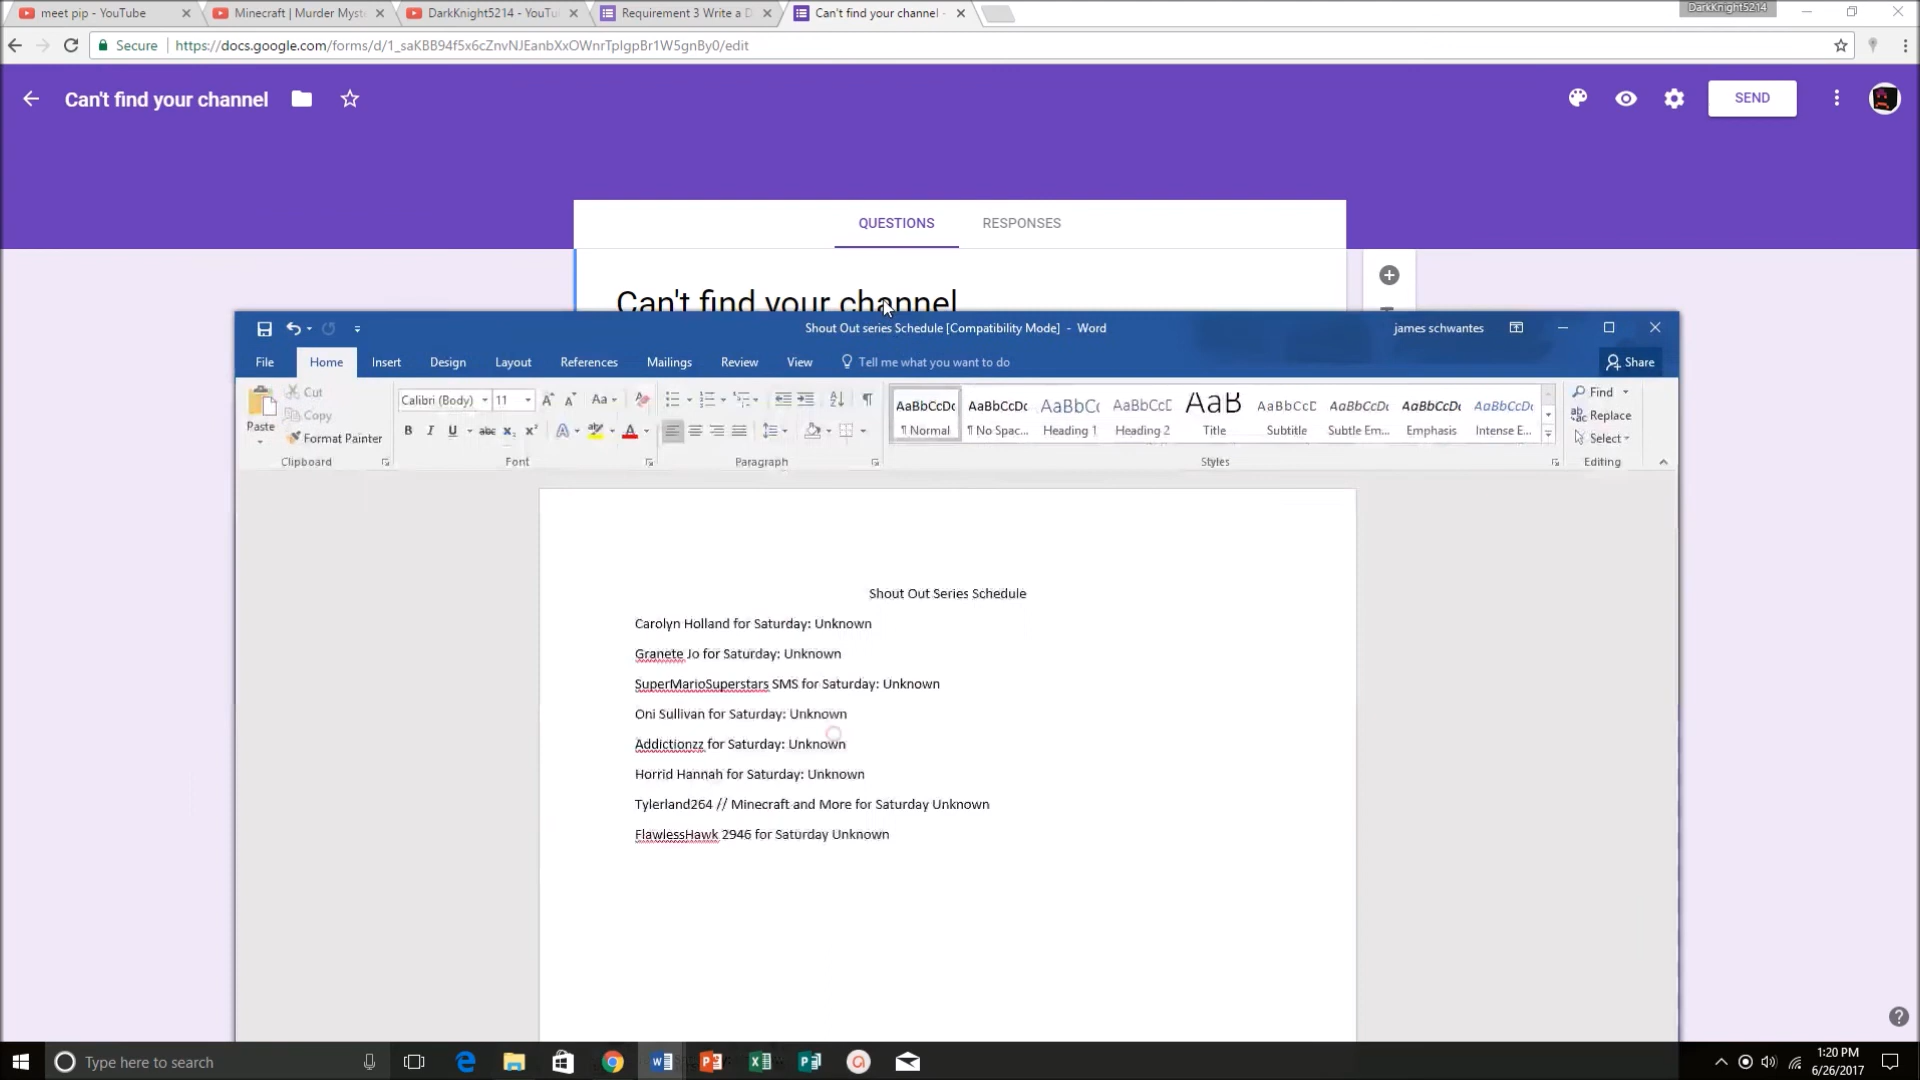 meet pip - YouTube
Minecraft | Murder Myst
DarkKnight5214 - YouTu
Requirement 3 Write a D
Can't find your channel -
DarkKnight5214
Secure
https://docs.google.com/forms/d/1_saKBB94f5x6cZnvNJEanbXxOWnrTpIgpBr1W5gnBy0/edit
Can't find your channel
SEND
QUESTIONS
RESPONSES
Can't find your channel
Shout Out series Schedule [Compatibility Mode] - Word
james schwantes
File
Home
Insert
Design
Layout
References
Mailings
Review
View
Tell me what you want to do
Share
Paste
Cut
Copy
Format Painter
Clipboard
Calibri (Body)
11
Font
Paragraph
AaBbCcDc
¶ Normal
AaBbCcDc
¶ No Spac...
AaBbC(
Heading 1
AaBbCcE
Heading 2
AaB
Title
AaBbCcC
Subtitle
AaBbCcDc
Subtle Em...
AaBbCcDc
Emphasis
AaBbCcDc
Intense E...
Styles
Find
Replace
Select
Editing
Shout Out Series Schedule
Carolyn Holland for Saturday: Unknown
Granete Jo for Saturday: Unknown
SuperMarioSuperstars SMS for Saturday: Unknown
Oni Sullivan for Saturday: Unknown
Addictionzz for Saturday: Unknown
Horrid Hannah for Saturday: Unknown
Tylerland264 // Minecraft and More for Saturday Unknown
FlawlessHawk 2946 for Saturday Unknown
Type here to search
1:20 PM
6/26/2017